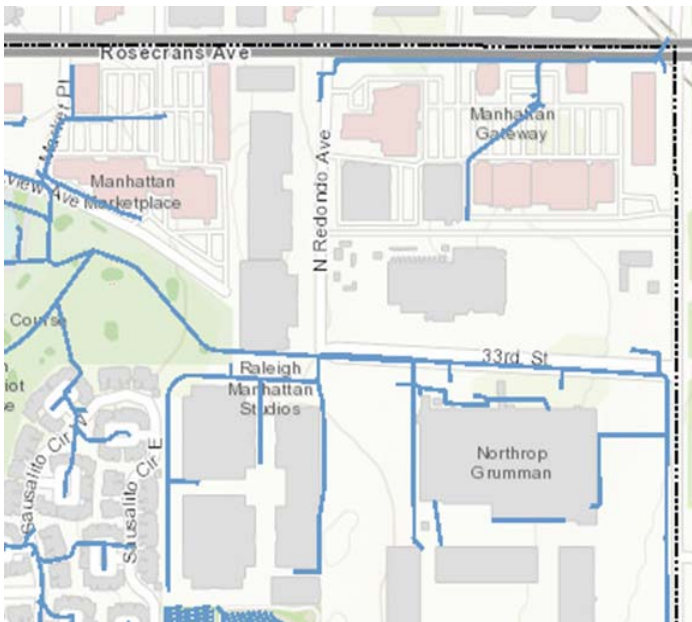 Rosecrans Ave
Market Pl
Manhattan
Gateway
N Redondo Ave
Manhattan
Marketplace
view Ave
Course
33rd St
Raleigh
Manhattan
Studios
iot
e
Northrop
Grumman
Sausalito Cir W
Sausalito Cir E